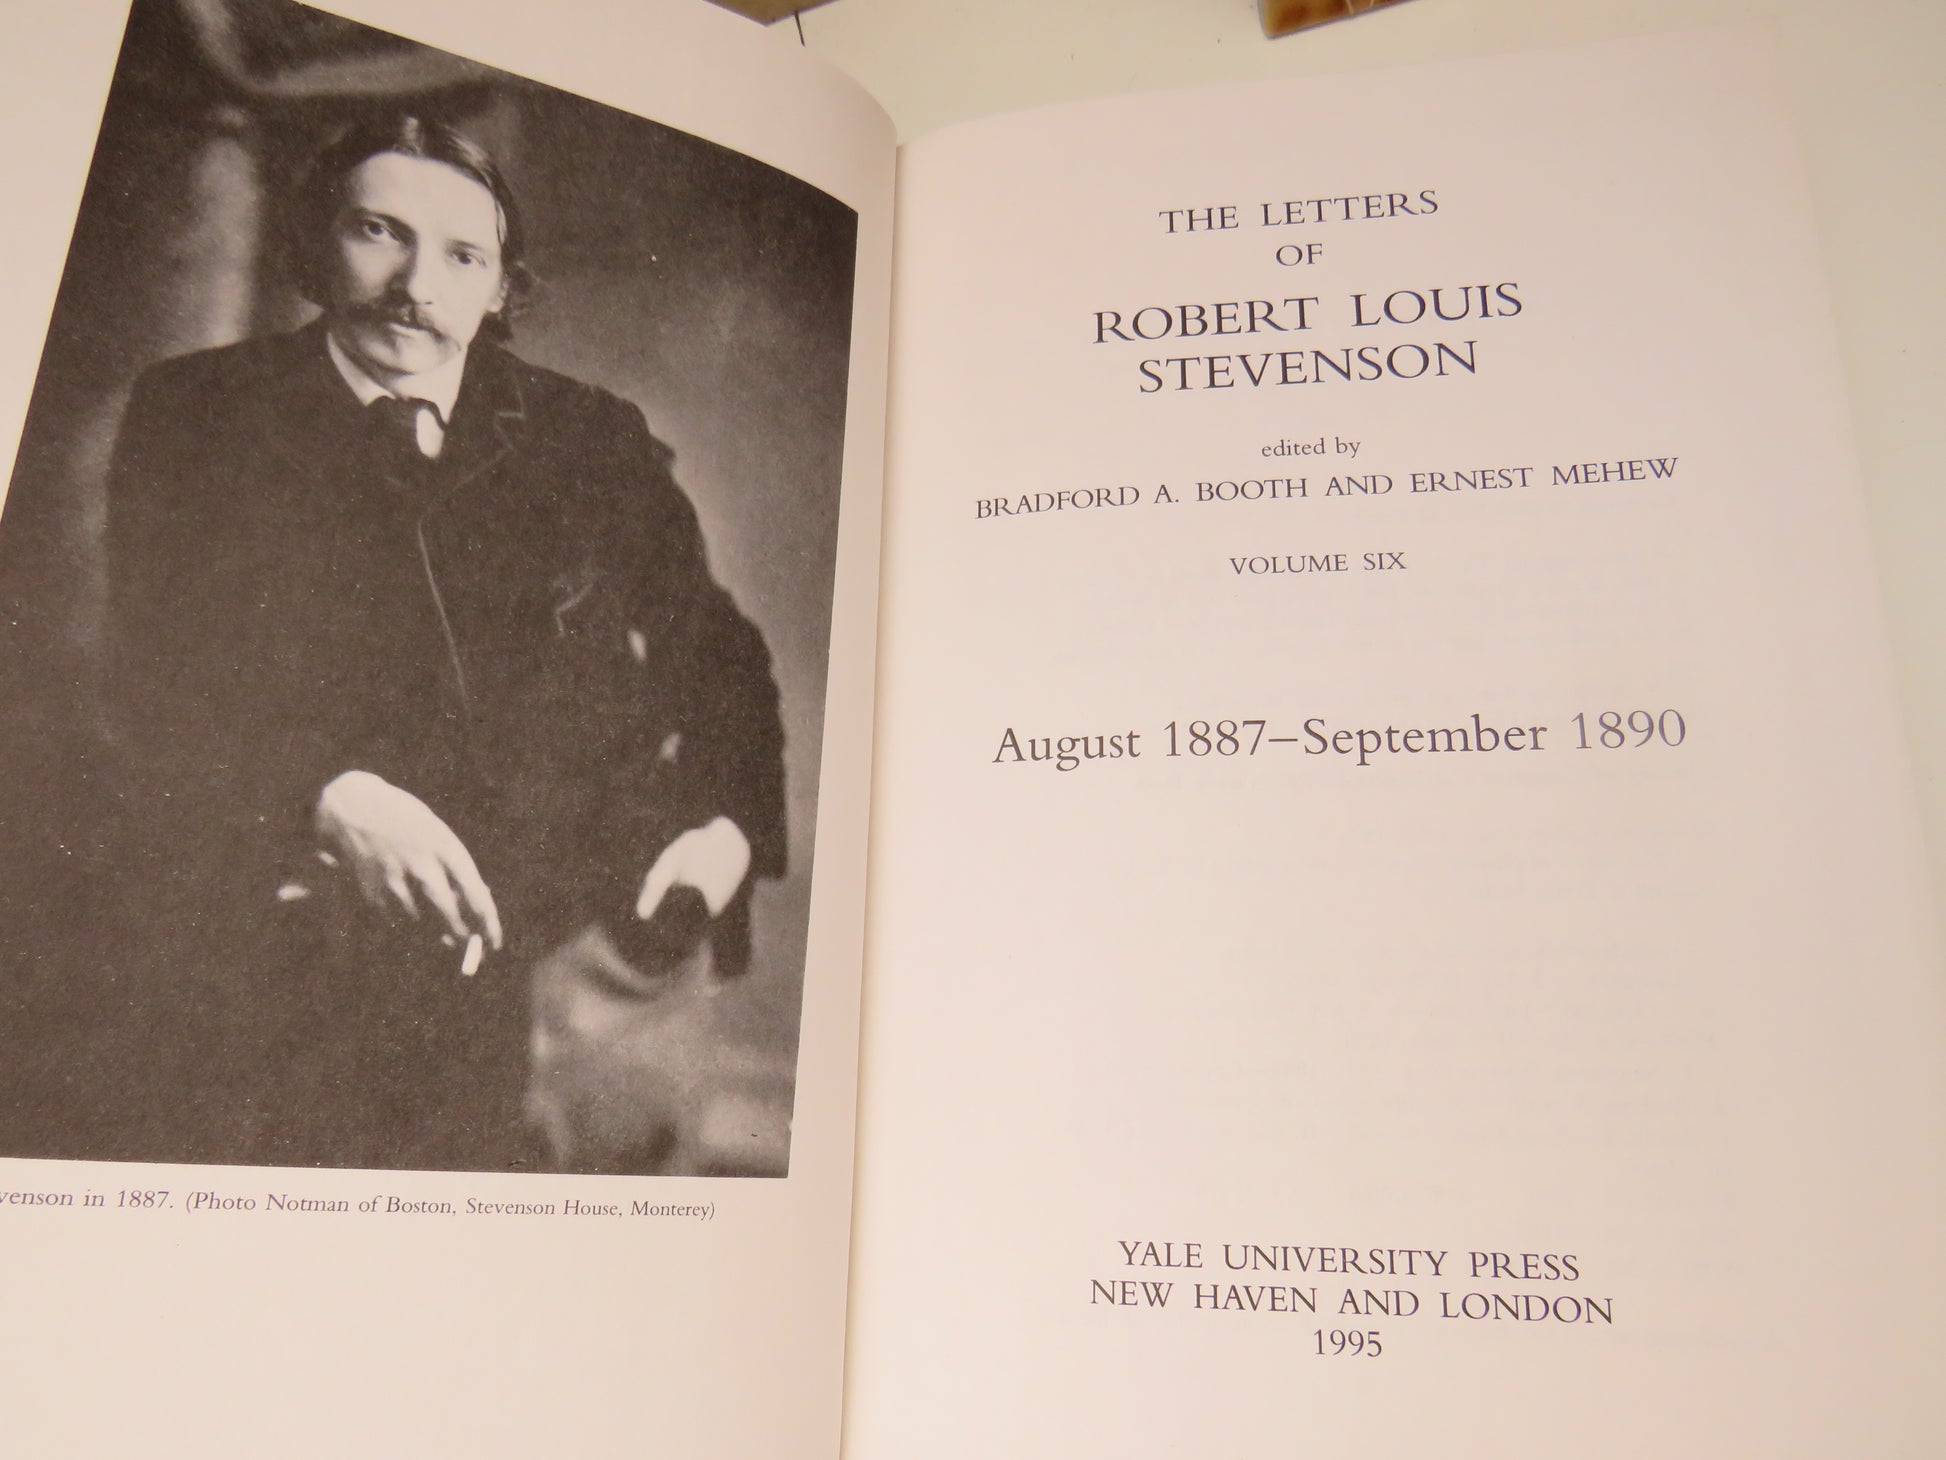 venson in 1887. (Photo Notman of Boston, Stevenson House, Monterey)
THE LETTERS
OF
ROBERT LOUIS
STEVENSON
edited by
BRADFORD A. BOOTH AND ERNEST MEHEW
VOLUME SIX
August 1887–September 1890
YALE UNIVERSITY PRESS
NEW HAVEN AND LONDON
1995